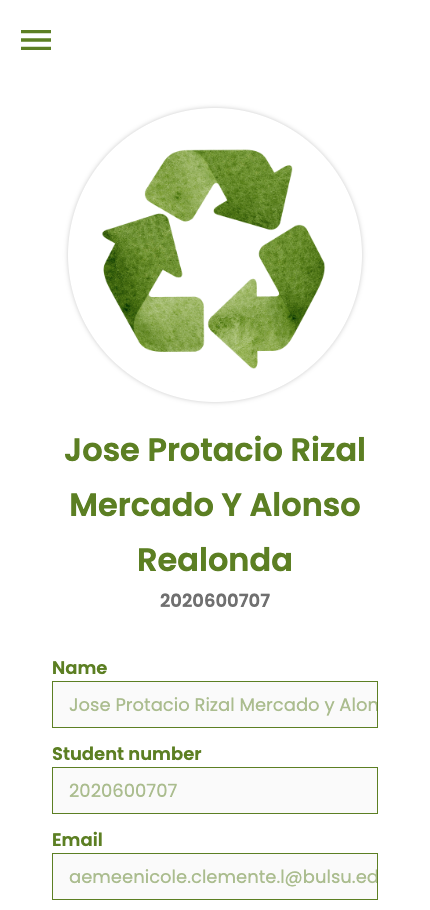 Jose Protacio Rizal
Mercado Y Alonso
Realonda
2020600707
Name
Jose Protacio Rizal Mercado y Alon
Student number
2020600707
Email
aemeenicole.clemente.l@bulsu.ed